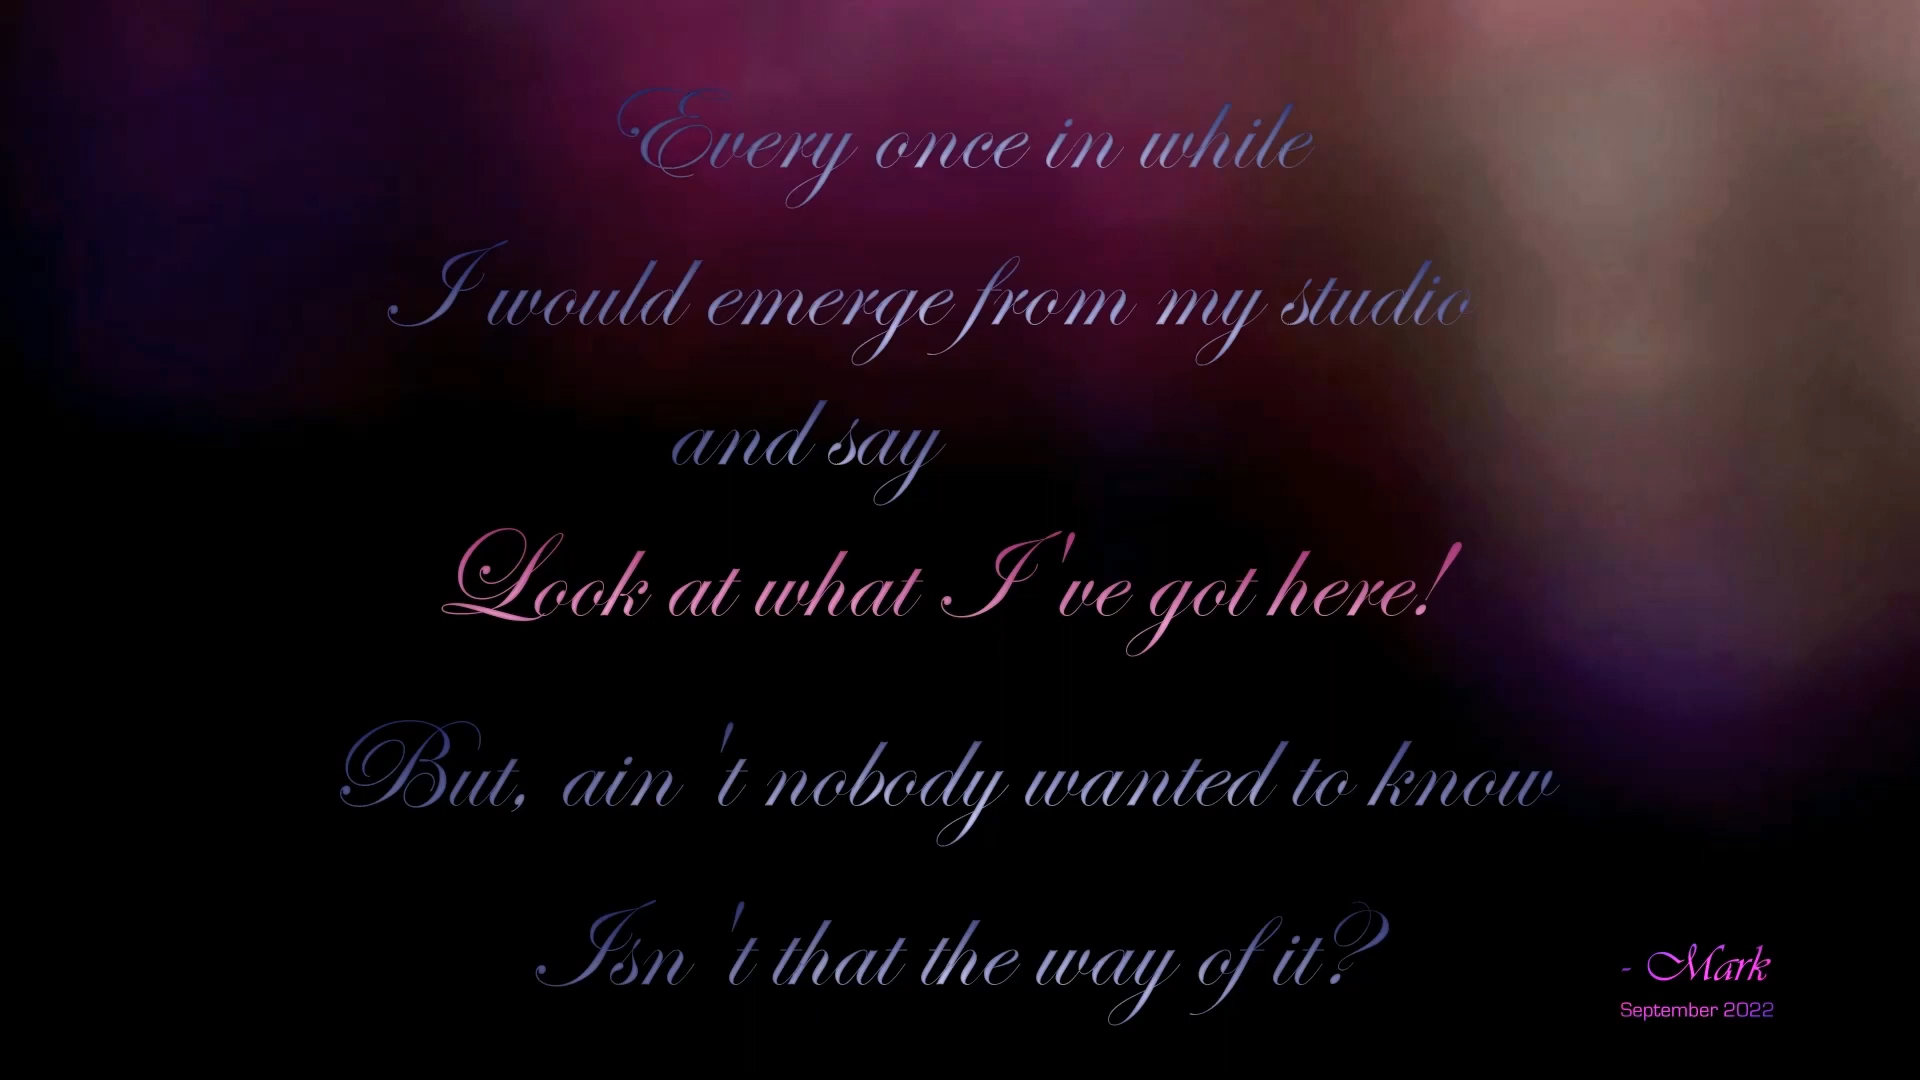 Every once in while
I would emerge from my studio
and say
Look at what I've got here!
But, ain't nobody wanted to know
Isn't that the way of it?
- Mark
September 2022